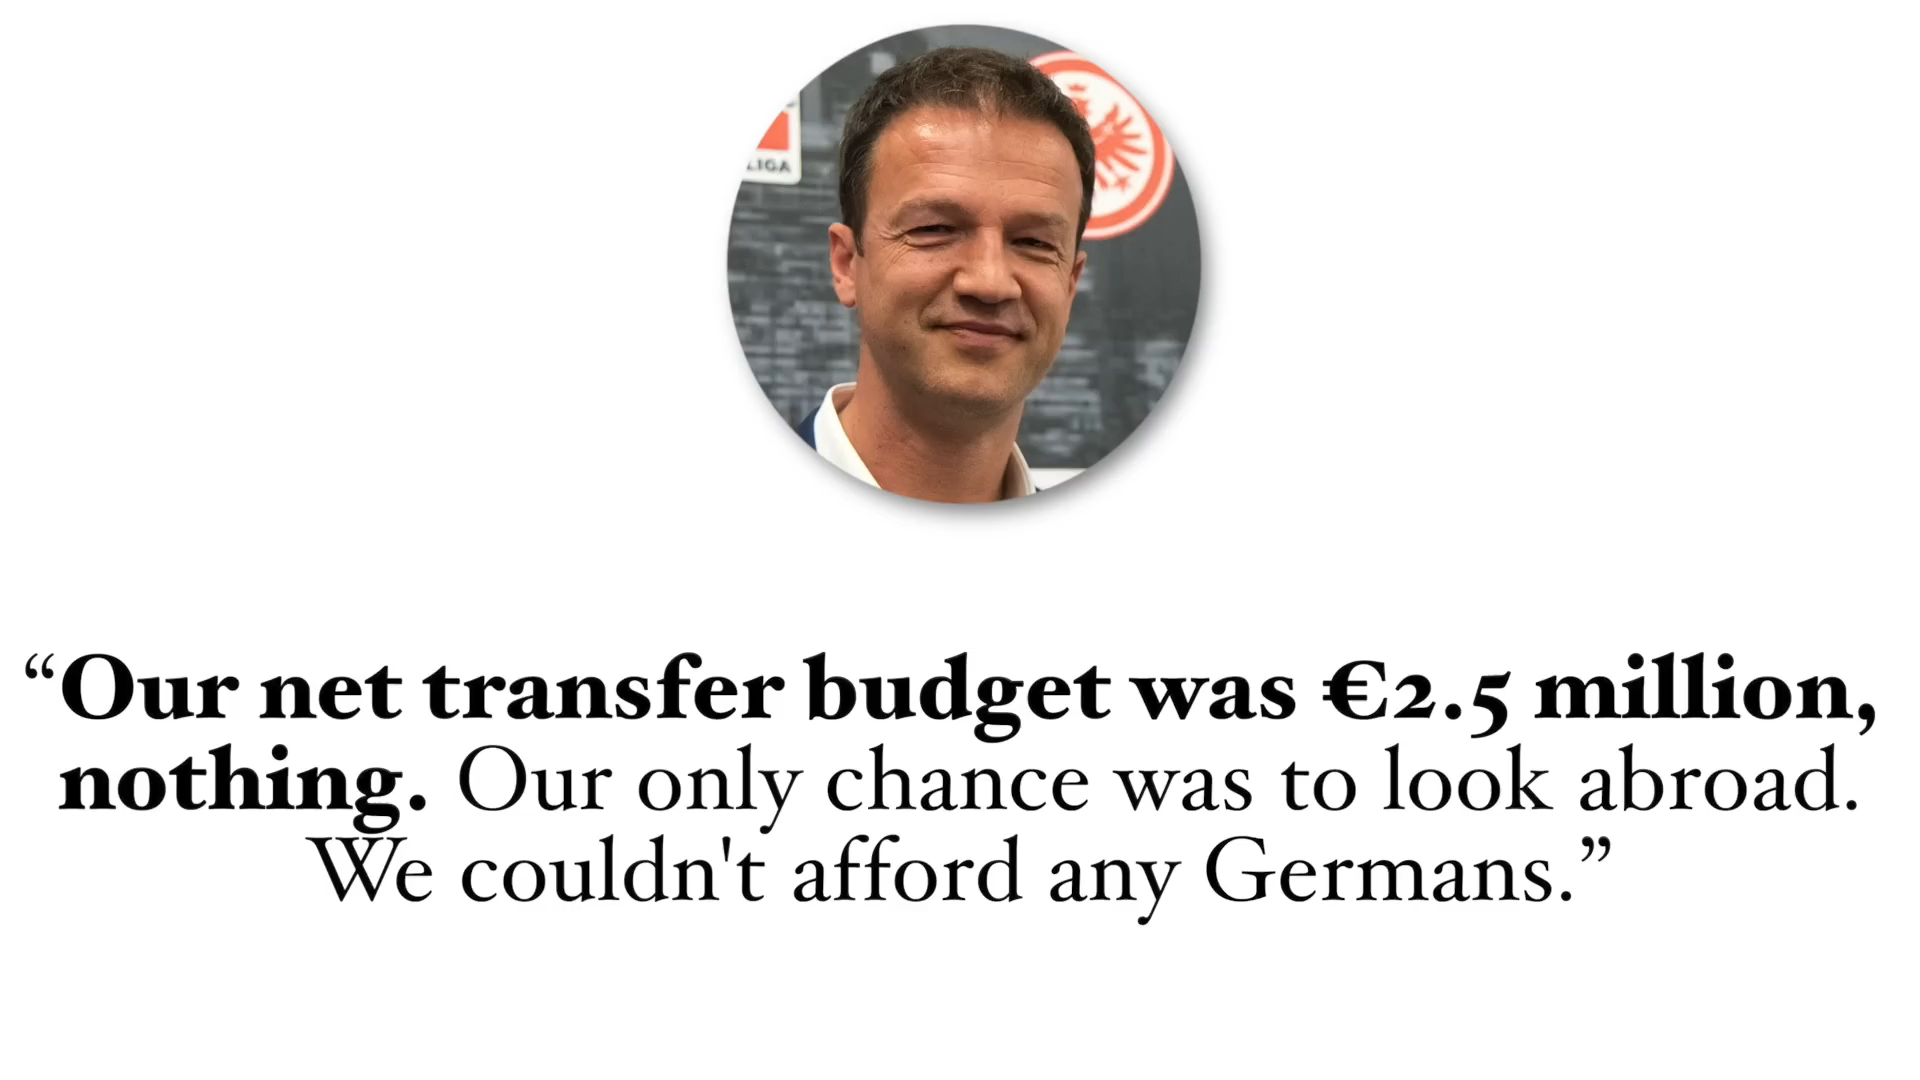 LIGA
“Our net transfer budget was €2.5 million,
nothing. Our only chance was to look abroad.
We couldn't afford any Germans.”